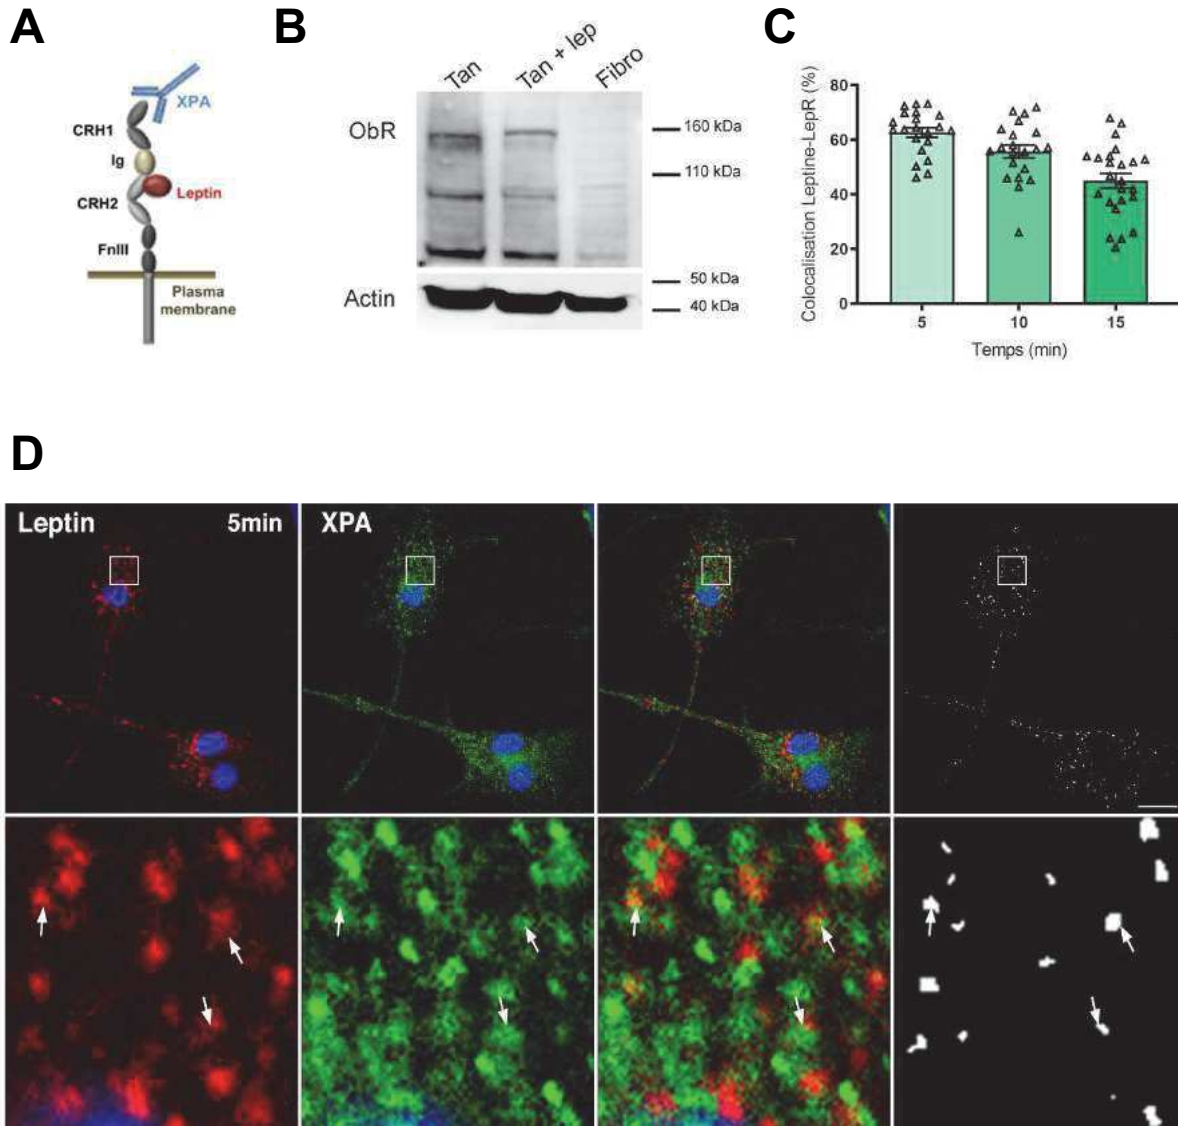 A
XPA
CRH1
Ig
Leptin
CRH2
FnIII
Plasma
membrane
B
Tan
Tan + lep
Fibro
ObR
160 kDa
110 kDa
Actin
50 kDa
40 kDa
C
Colocalisation Leptine-LepR (%)
80
60
40
20
0
5
10
15
Temps (min)
D
Leptin
5min
XPA